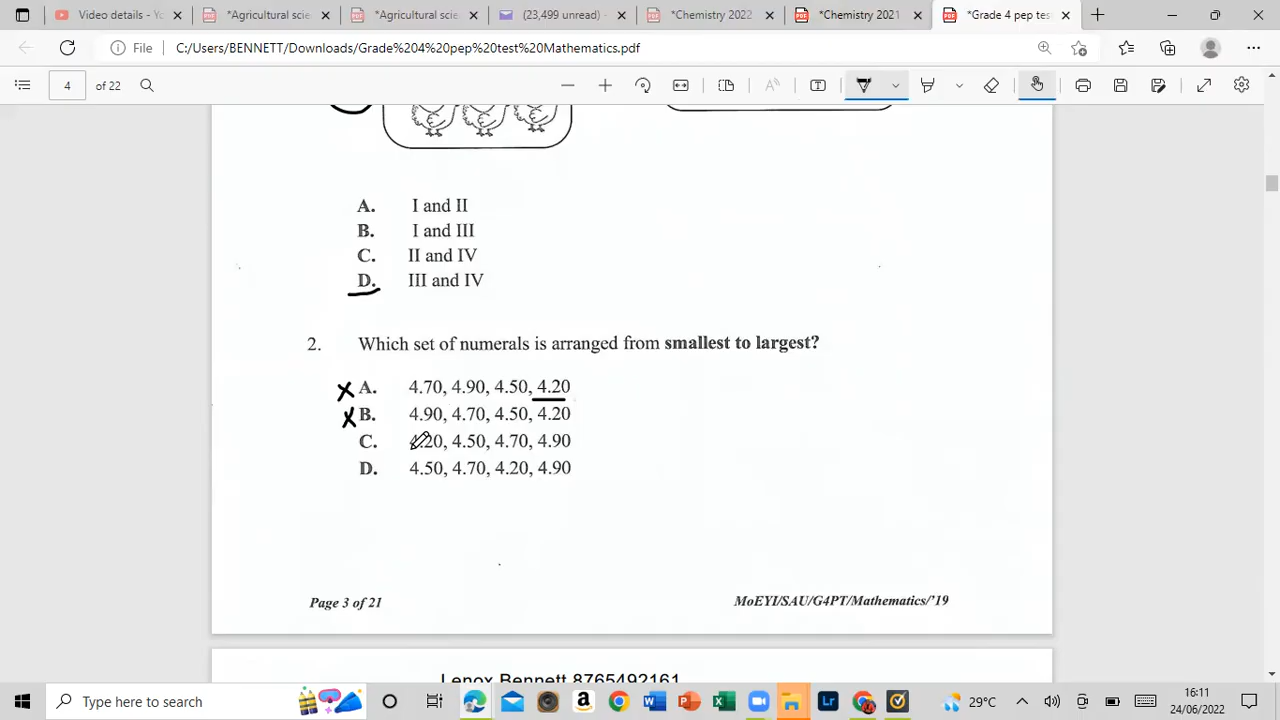 Video details - Yo
*Agricultural scie
*Agricultural scie
(23,499 unread) -
*Chemistry 2022
*Chemistry 2021
*Grade 4 pep tes
File
C:/Users/BENNETT/Downloads/Grade%204%20pep%20test%20Mathematics.pdf
4 of 22
A. I and II
B. I and III
C. II and IV
D. III and IV
2. Which set of numerals is arranged from smallest to largest?
X A. 4.70, 4.90, 4.50, 4.20
X B. 4.90, 4.70, 4.50, 4.20
C. 4.20, 4.50, 4.70, 4.90
D. 4.50, 4.70, 4.20, 4.90
Page 3 of 21
MoEYI/SAU/G4PT/Mathematics/'19
Lenox Bennett 8765492161
Type here to search
29°C
16:11
24/06/2022